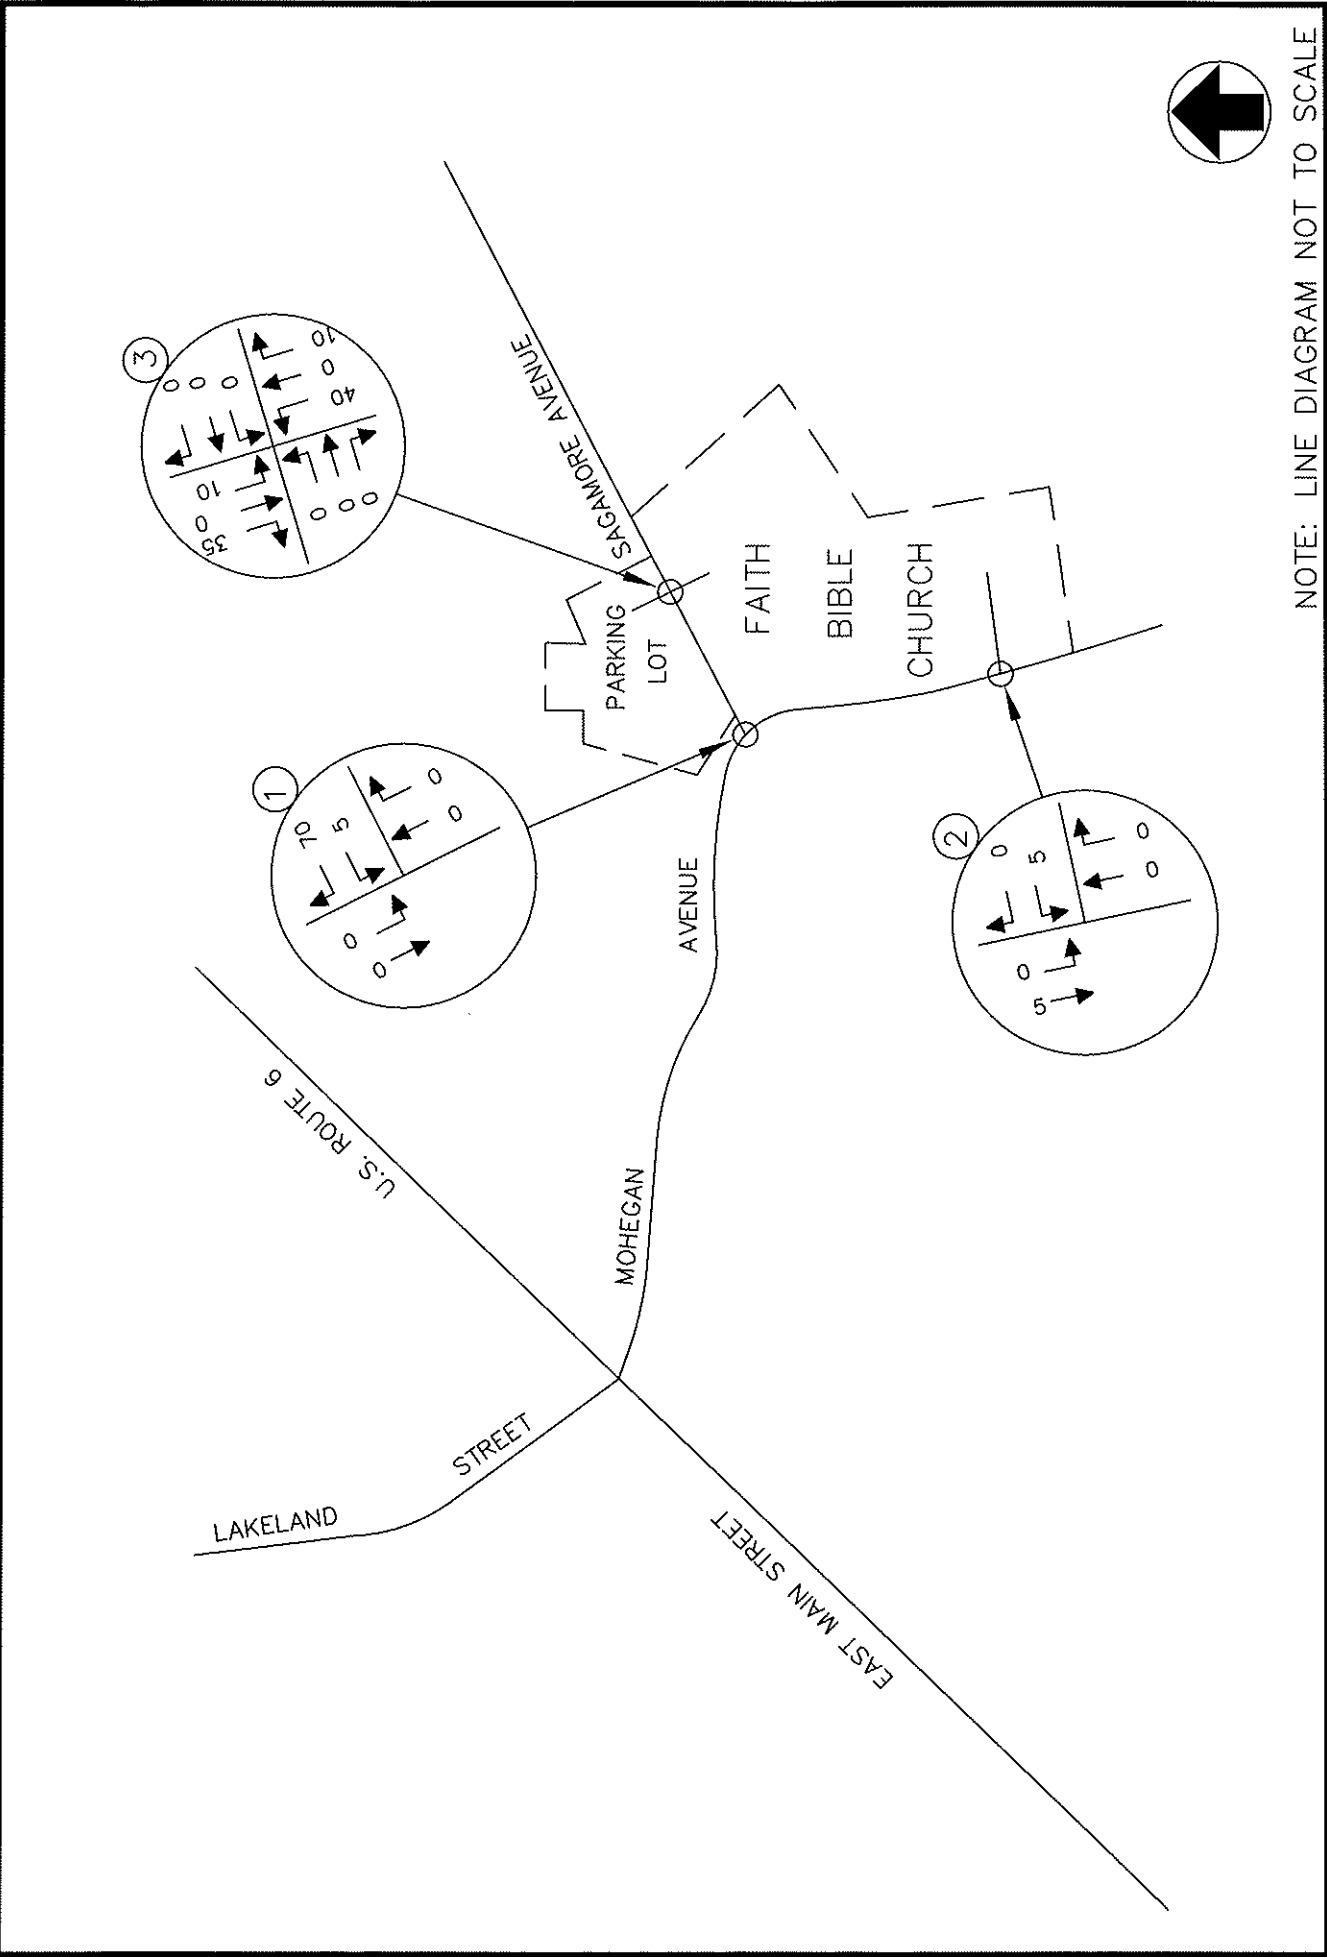 LAKELAND
STREET
U.S. ROUTE 6
EAST MAIN STREET
MOHEGAN
AVENUE
SAGAMORE AVENUE
PARKING
LOT
FAITH
BIBLE
CHURCH
1
70
5
0
0
0
0
2
0
5
0
5
0
0
3
35
0
10
0
0
0
0
0
0
40
0
10
NOTE: LINE DIAGRAM NOT TO SCALE